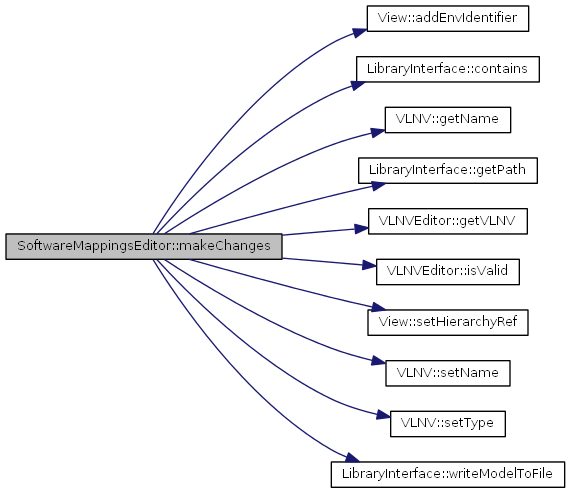 View::addEnvIdentifier
LibraryInterface::contains
VLNV::getName
LibraryInterface::getPath
VLNVEditor::getVLNV
SoftwareMappingsEditor::makeChanges
VLNVEditor::isValid
View::setHierarchyRef
VLNV::setName
VLNV::setType
LibraryInterface::writeModelToFile